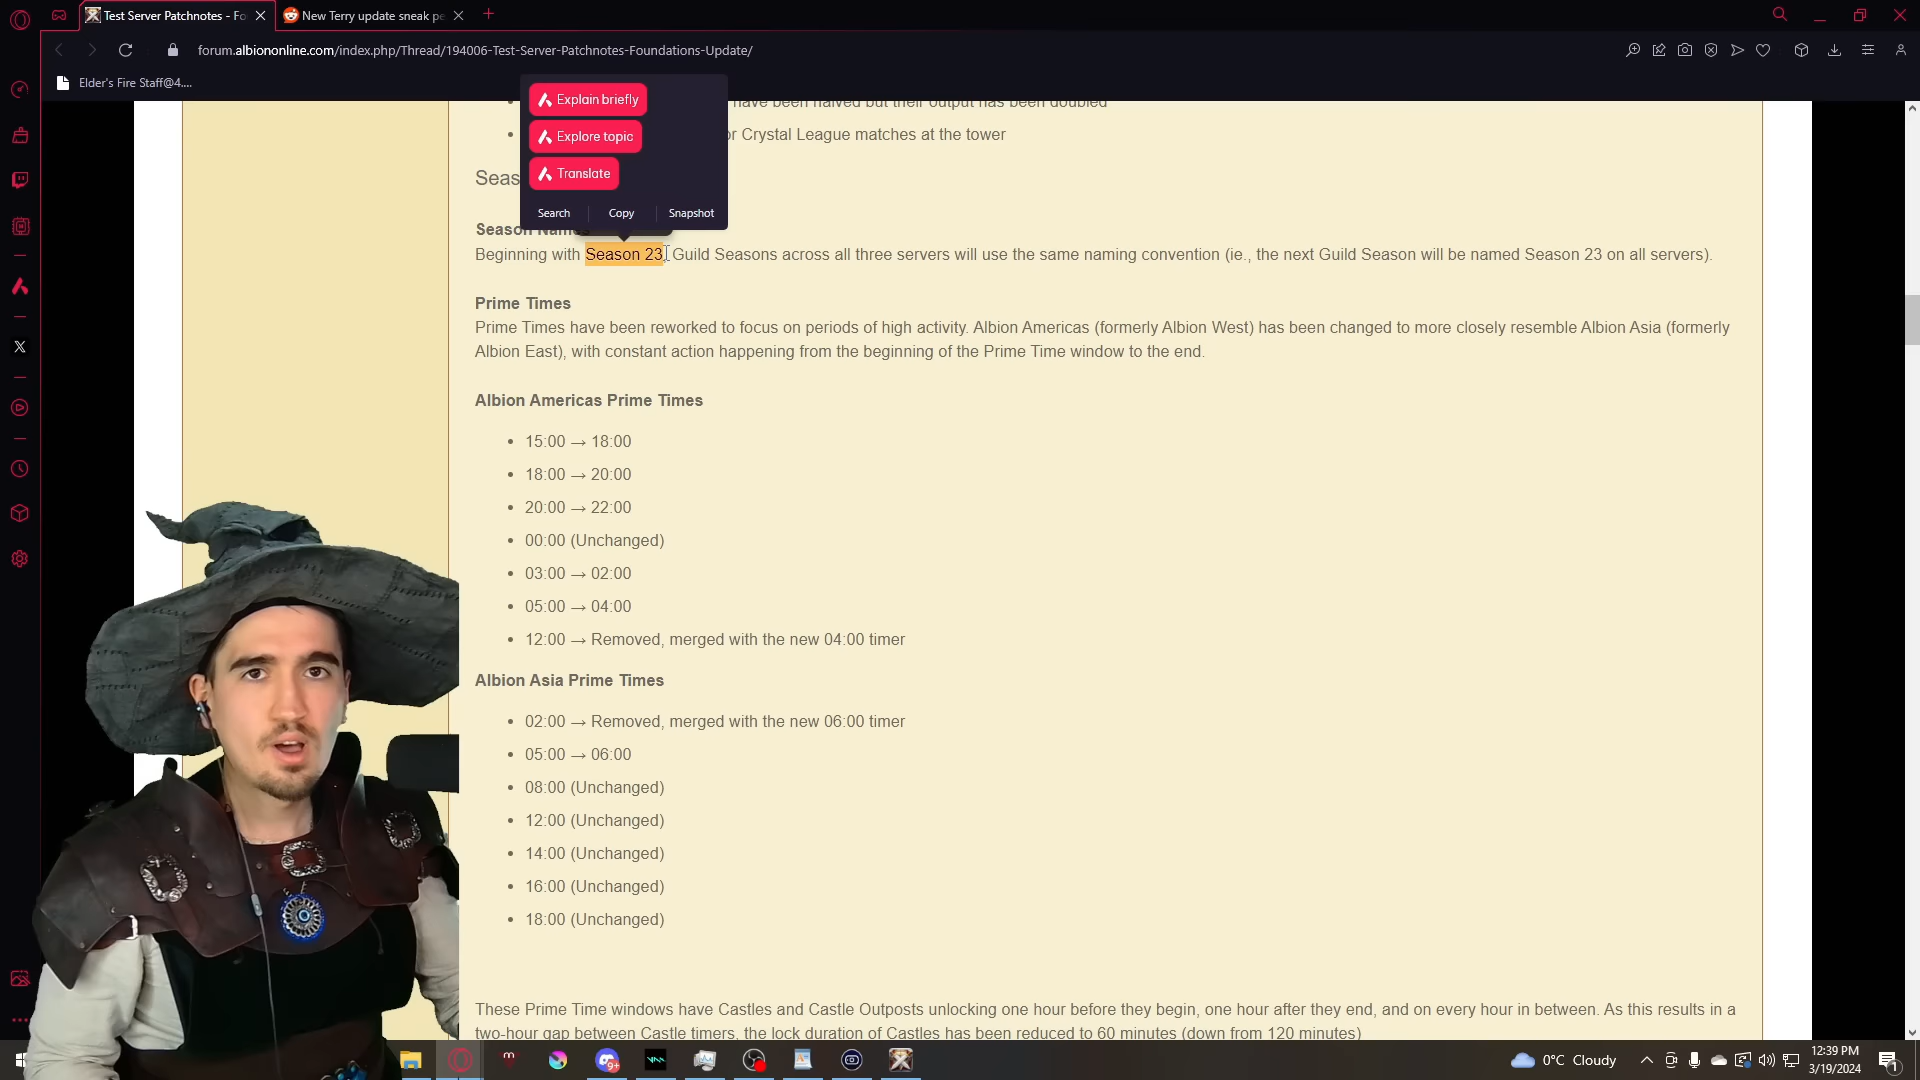 Test Server Patchnotes - Fo
New Terry update sneak pe
forum.albiononline.com/index.php/Thread/194006-Test-Server-Patchnotes-Foundations-Update/
Elder's Fire Staff@4....
Explain briefly
Explore topic
Translate
Search
Copy
Snapshot
have been halved but their output has been doubled
or Crystal League matches at the tower
Seas
Season Names
Beginning with Season 23, Guild Seasons across all three servers will use the same naming convention (ie., the next Guild Season will be named Season 23 on all servers).
Prime Times
Prime Times have been reworked to focus on periods of high activity. Albion Americas (formerly Albion West) has been changed to more closely resemble Albion Asia (formerly
Albion East), with constant action happening from the beginning of the Prime Time window to the end.
Albion Americas Prime Times
• 15:00 → 18:00
• 18:00 → 20:00
• 20:00 → 22:00
• 00:00 (Unchanged)
• 03:00 → 02:00
• 05:00 → 04:00
• 12:00 → Removed, merged with the new 04:00 timer
Albion Asia Prime Times
• 02:00 → Removed, merged with the new 06:00 timer
• 05:00 → 06:00
• 08:00 (Unchanged)
• 12:00 (Unchanged)
• 14:00 (Unchanged)
• 16:00 (Unchanged)
• 18:00 (Unchanged)
These Prime Time windows have Castles and Castle Outposts unlocking one hour before they begin, one hour after they end, and on every hour in between. As this results in a
two-hour gap between Castle timers, the lock duration of Castles has been reduced to 60 minutes (down from 120 minutes)
9+
0°C Cloudy
12:39 PM
3/19/2024
1